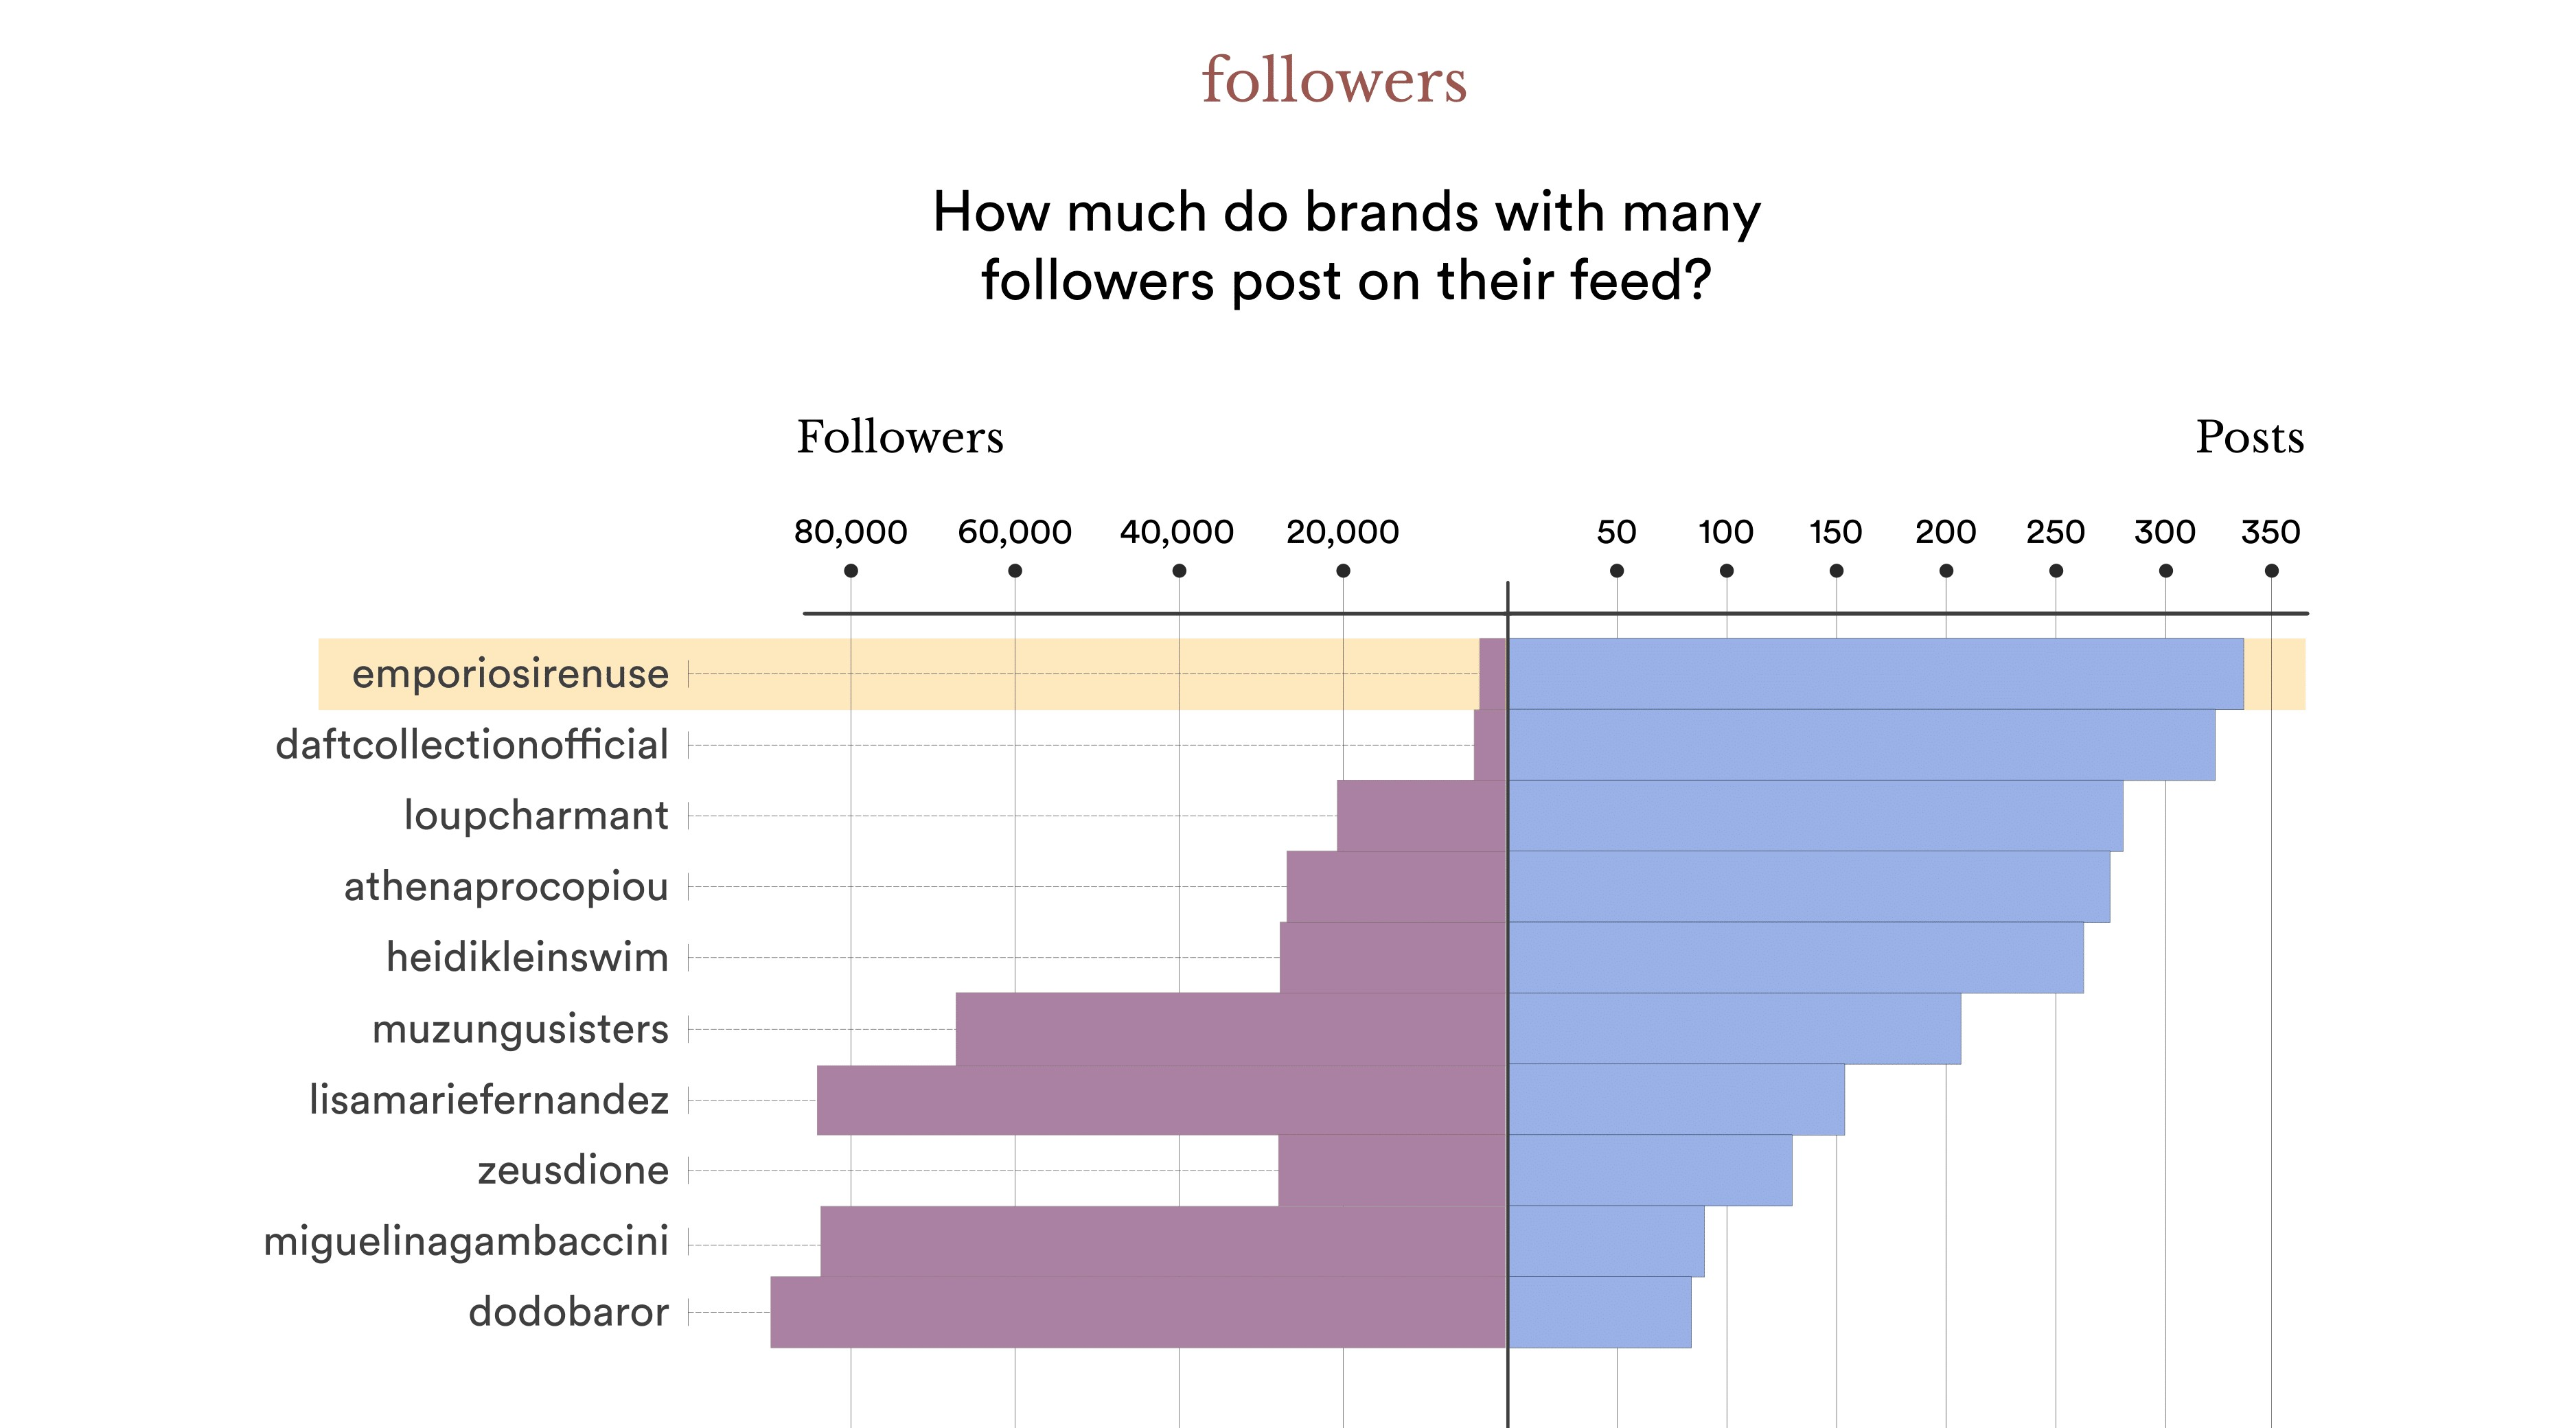 followers
How much do brands with many
followers post on their feed?
Followers
Posts
80,000
60,000
40,000
20,000
50
100
150
200
250
300
350
emporiosirenuse
daftcollectionofficial
loupcharmant
athenaprocopiou
heidikleinswim
muzungusisters
lisamariefernandez
zeusdione
miguelinagambaccini
dodobaror